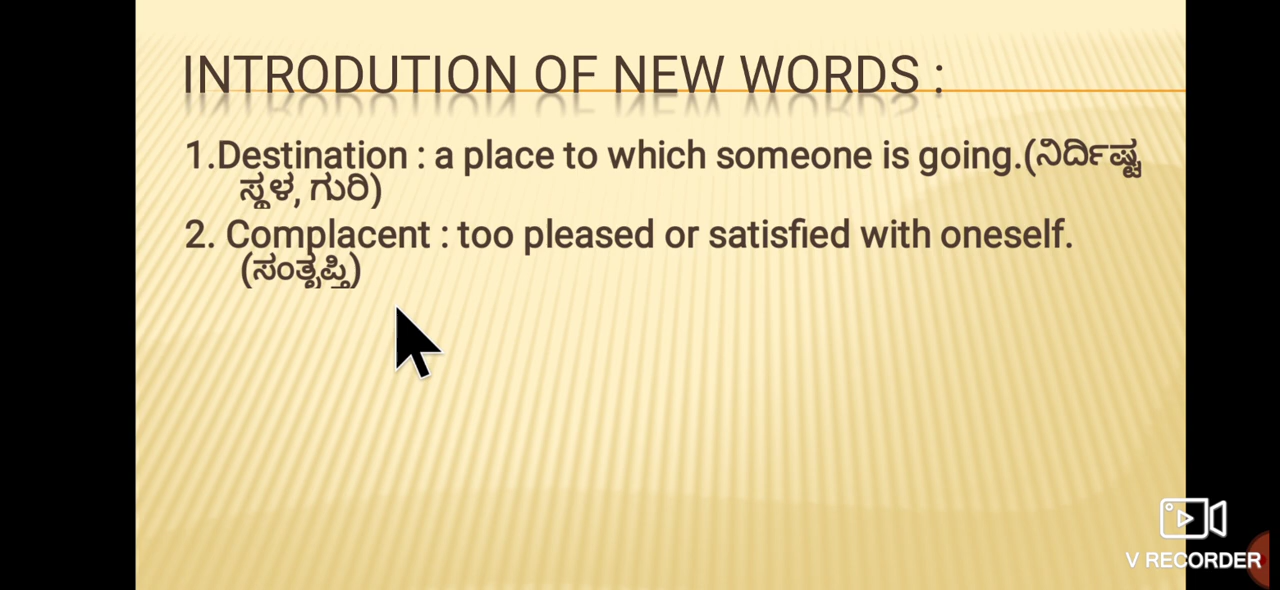 INTRODUTION OF NEW WORDS :
1.Destination : a place to which someone is going.(ನಿರ್ದಿಷ್ಟ
ಸ್ಥಳ, ಗುರಿ)
2. Complacent : too pleased or satisfied with oneself.
(ಸಂತೃಪ್ತಿ)
V RECORDER